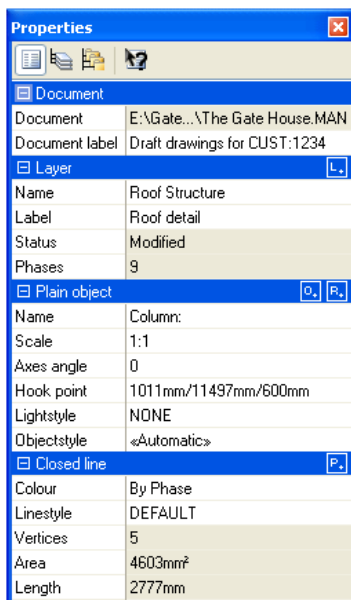 Properties
Document
Document E:\Gate...\The Gate House.MAN
Document label Draft drawings for CUST:1234
Layer L
Name Roof Structure
Label Roof detail
Status Modified
Phases 9
Plain object O R
Name Column:
Scale 1:1
Axes angle 0
Hook point 1011mm/11497mm/600mm
Lightstyle NONE
Objectstyle «Automatic»
Closed line P
Colour By Phase
Linestyle DEFAULT
Vertices 5
Area 4603mm²
Length 2777mm